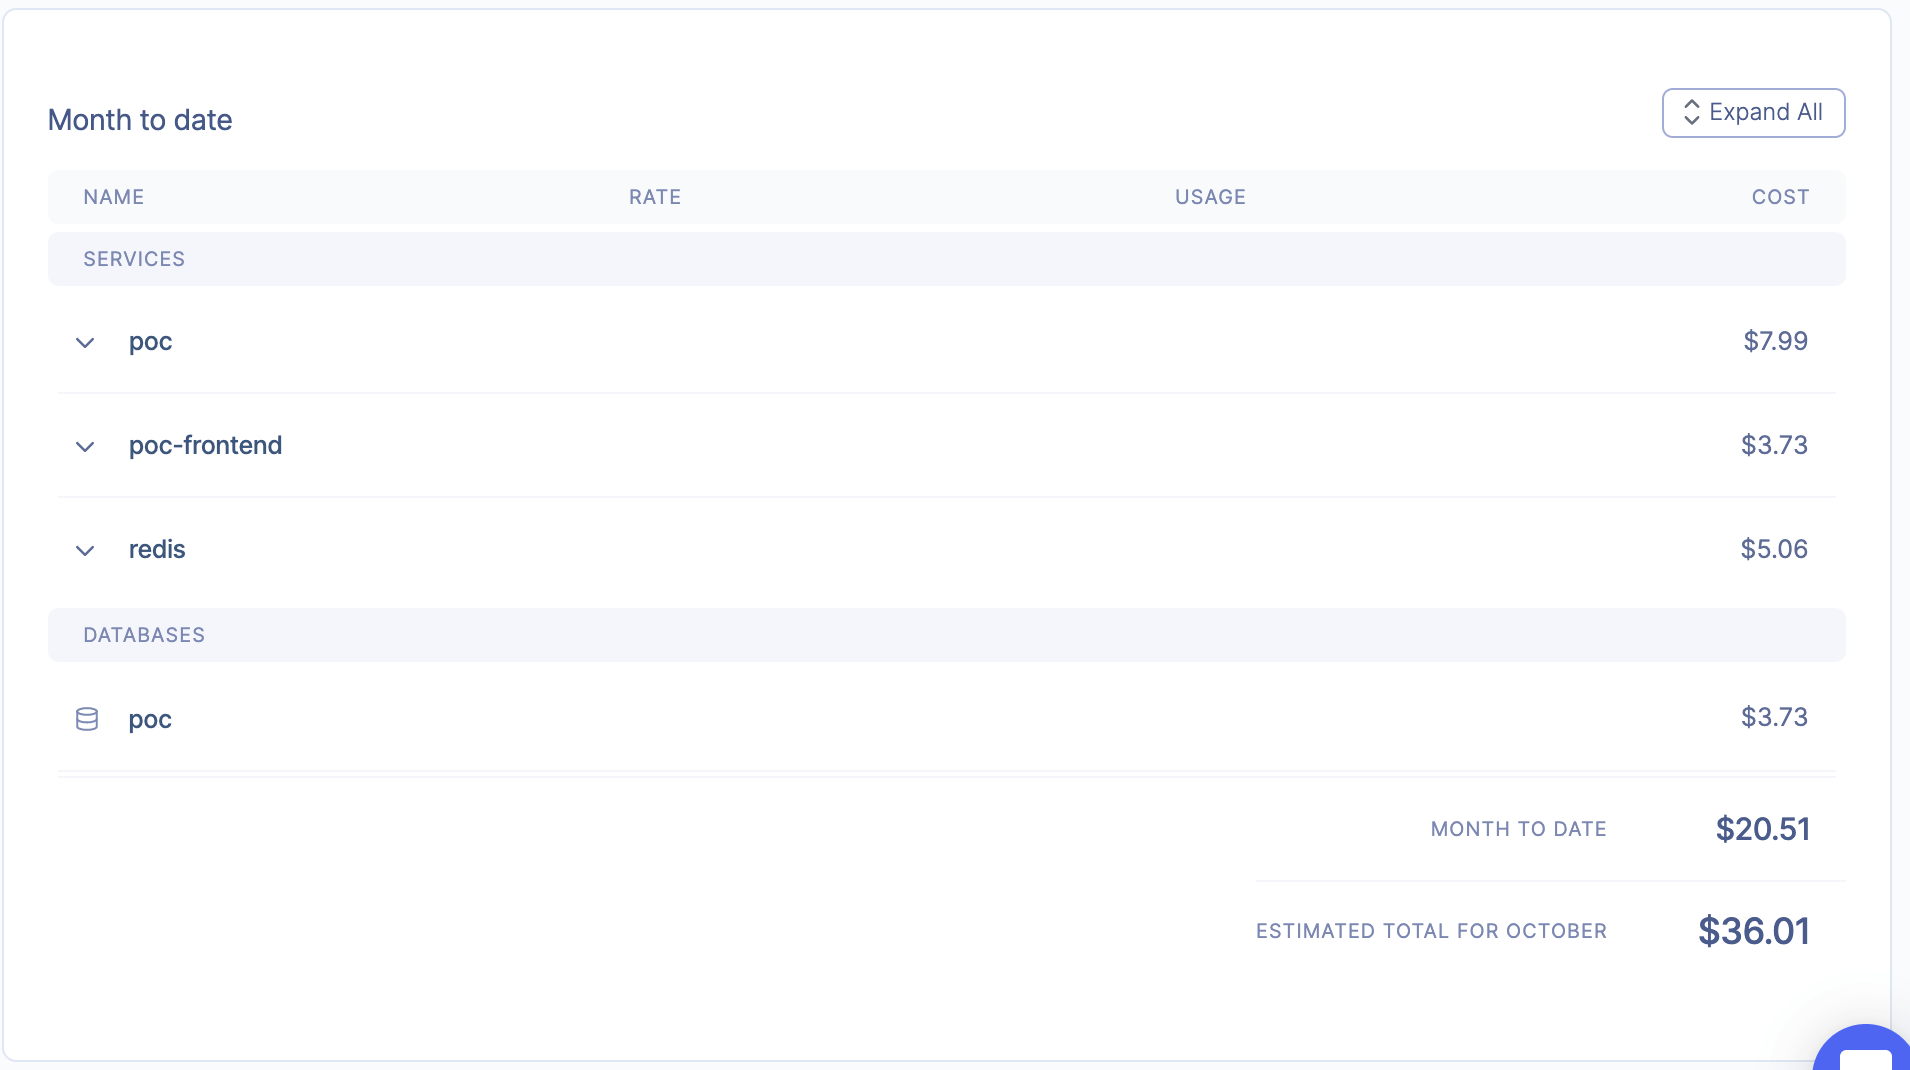 Month to date
Expand All
NAME RATE USAGE COST
SERVICES
poc $7.99
poc-frontend $3.73
redis $5.06
DATABASES
poc $3.73
MONTH TO DATE $20.51
ESTIMATED TOTAL FOR OCTOBER $36.01